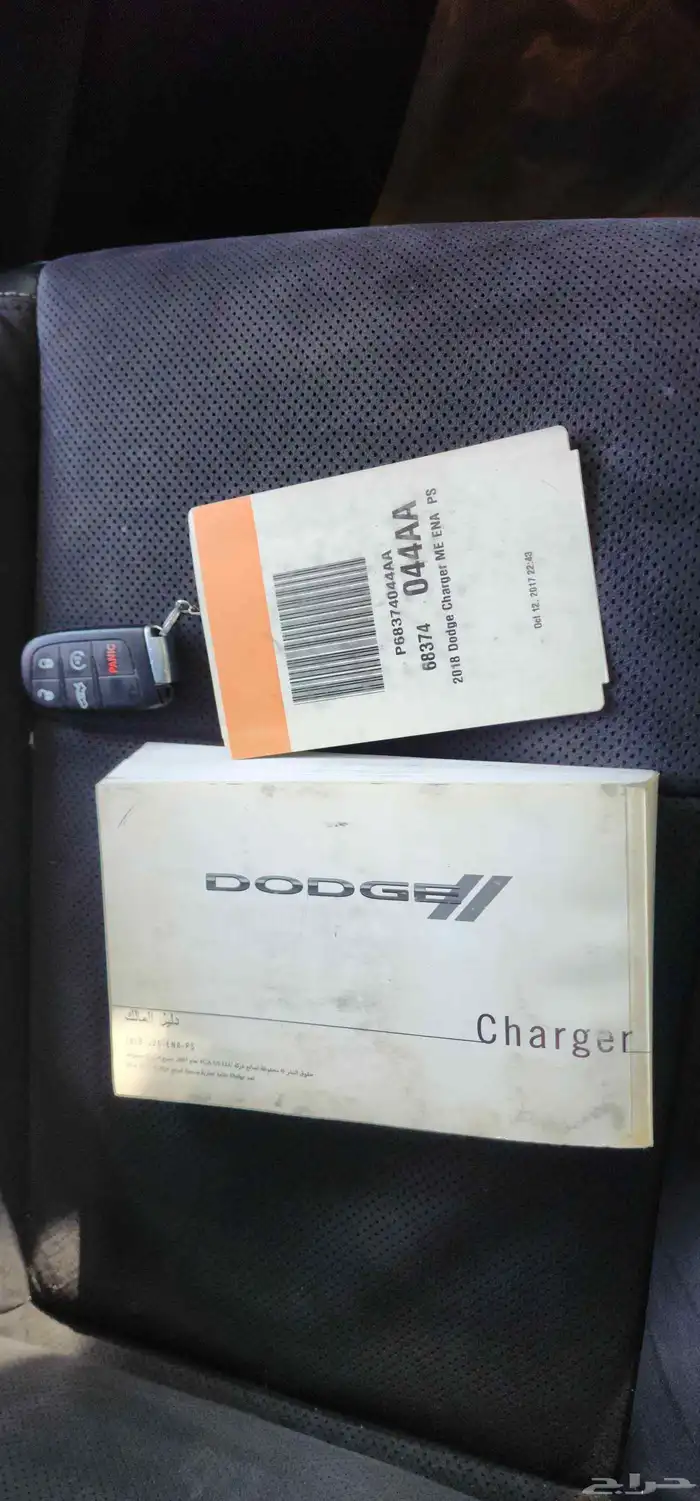 PANIC
P68374044AA
68374 044AA
2018 Dodge Charger ME ENA PS
Oct 12, 2017 22:43
DODGE
Charger
دليل المالك
حراج